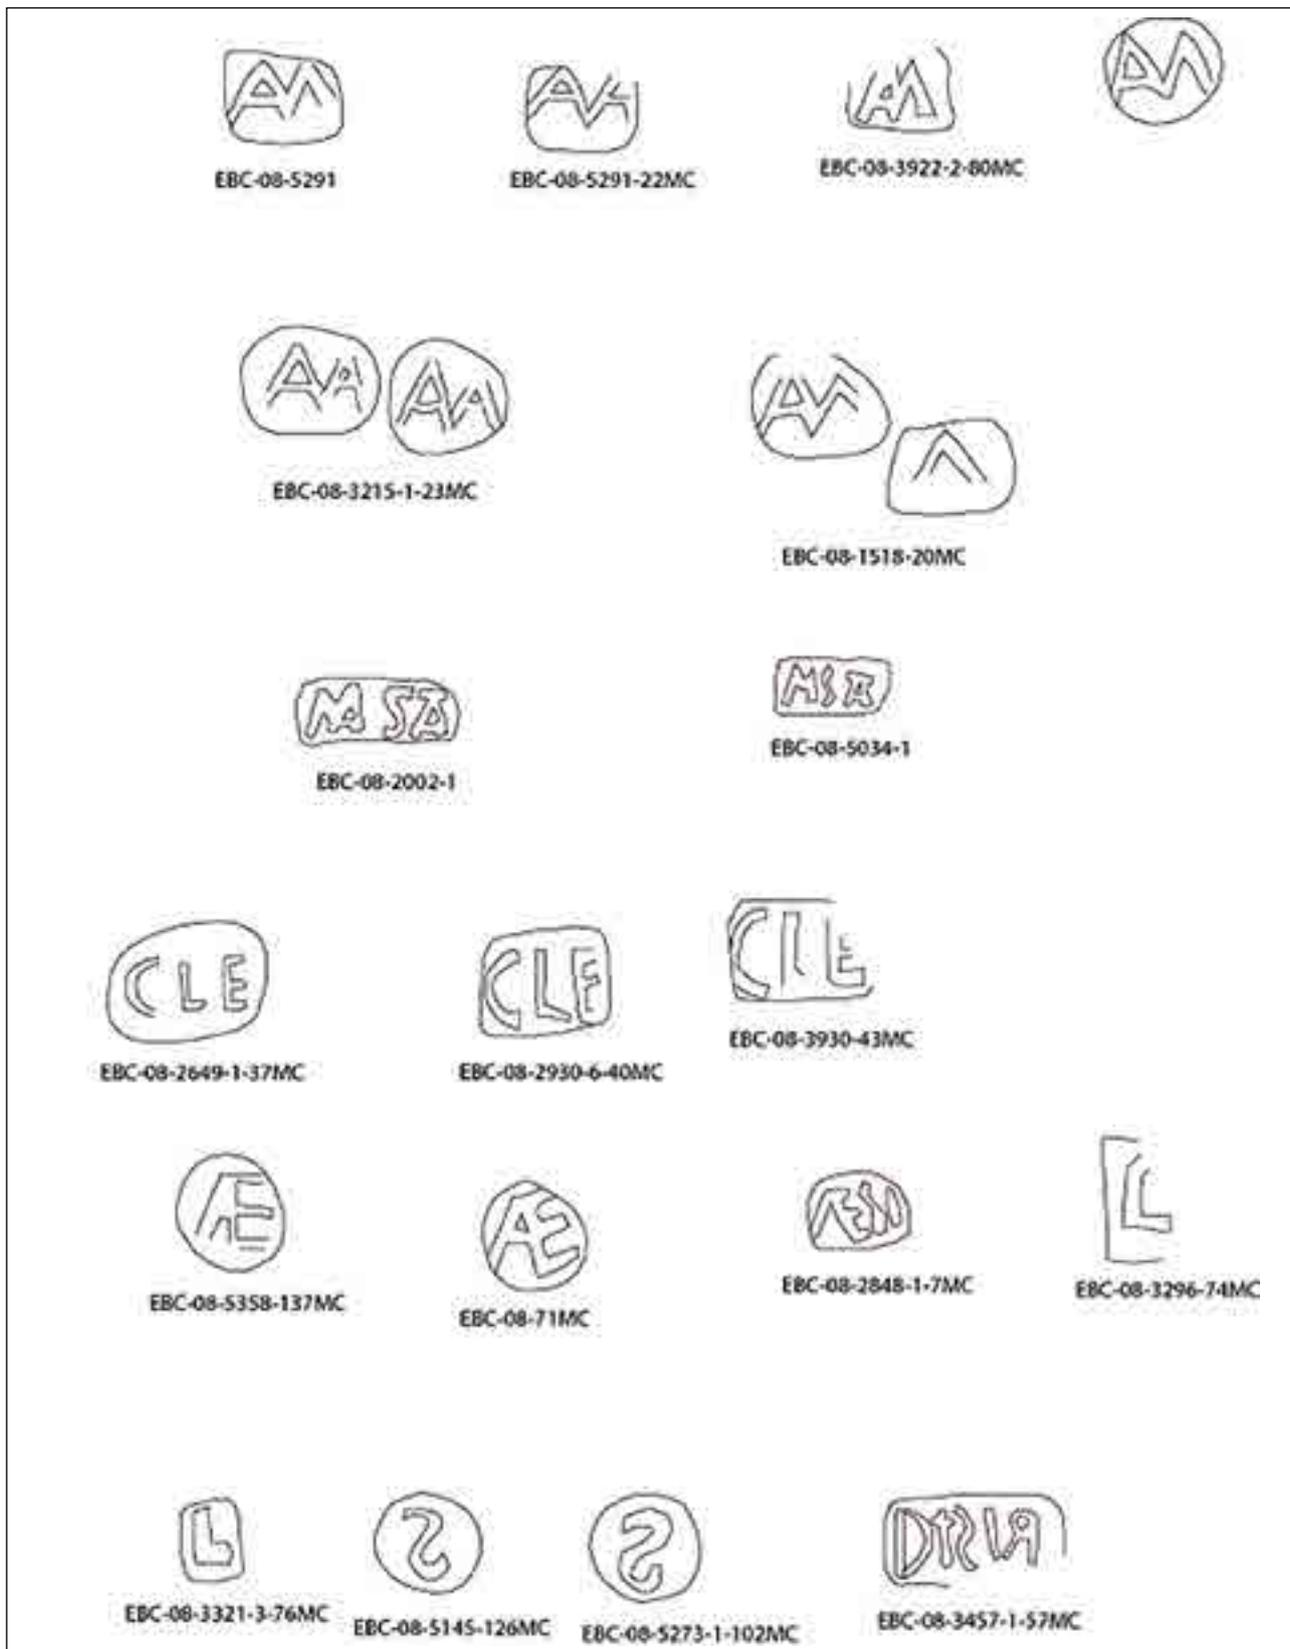 EBC-08-5291 EBC-08-5291-22MC EBC-08-3922-2-80MC
EBC-08-3215-1-23MC
EBC-08-1518-20MC
M SA MSA
EBC-08-2002-1 EBC-08-5034-1
CLE CLE CLE
EBC-08-2649-1-37MC EBC-08-2930-6-40MC EBC-08-3930-43MC
Æ Æ L
EBC-08-5358-137MC EBC-08-71MC EBC-08-2848-1-7MC EBC-08-3296-74MC
L
EBC-08-3321-3-76MC EBC-08-5145-126MC EBC-08-5273-1-102MC EBC-08-3457-1-57MC